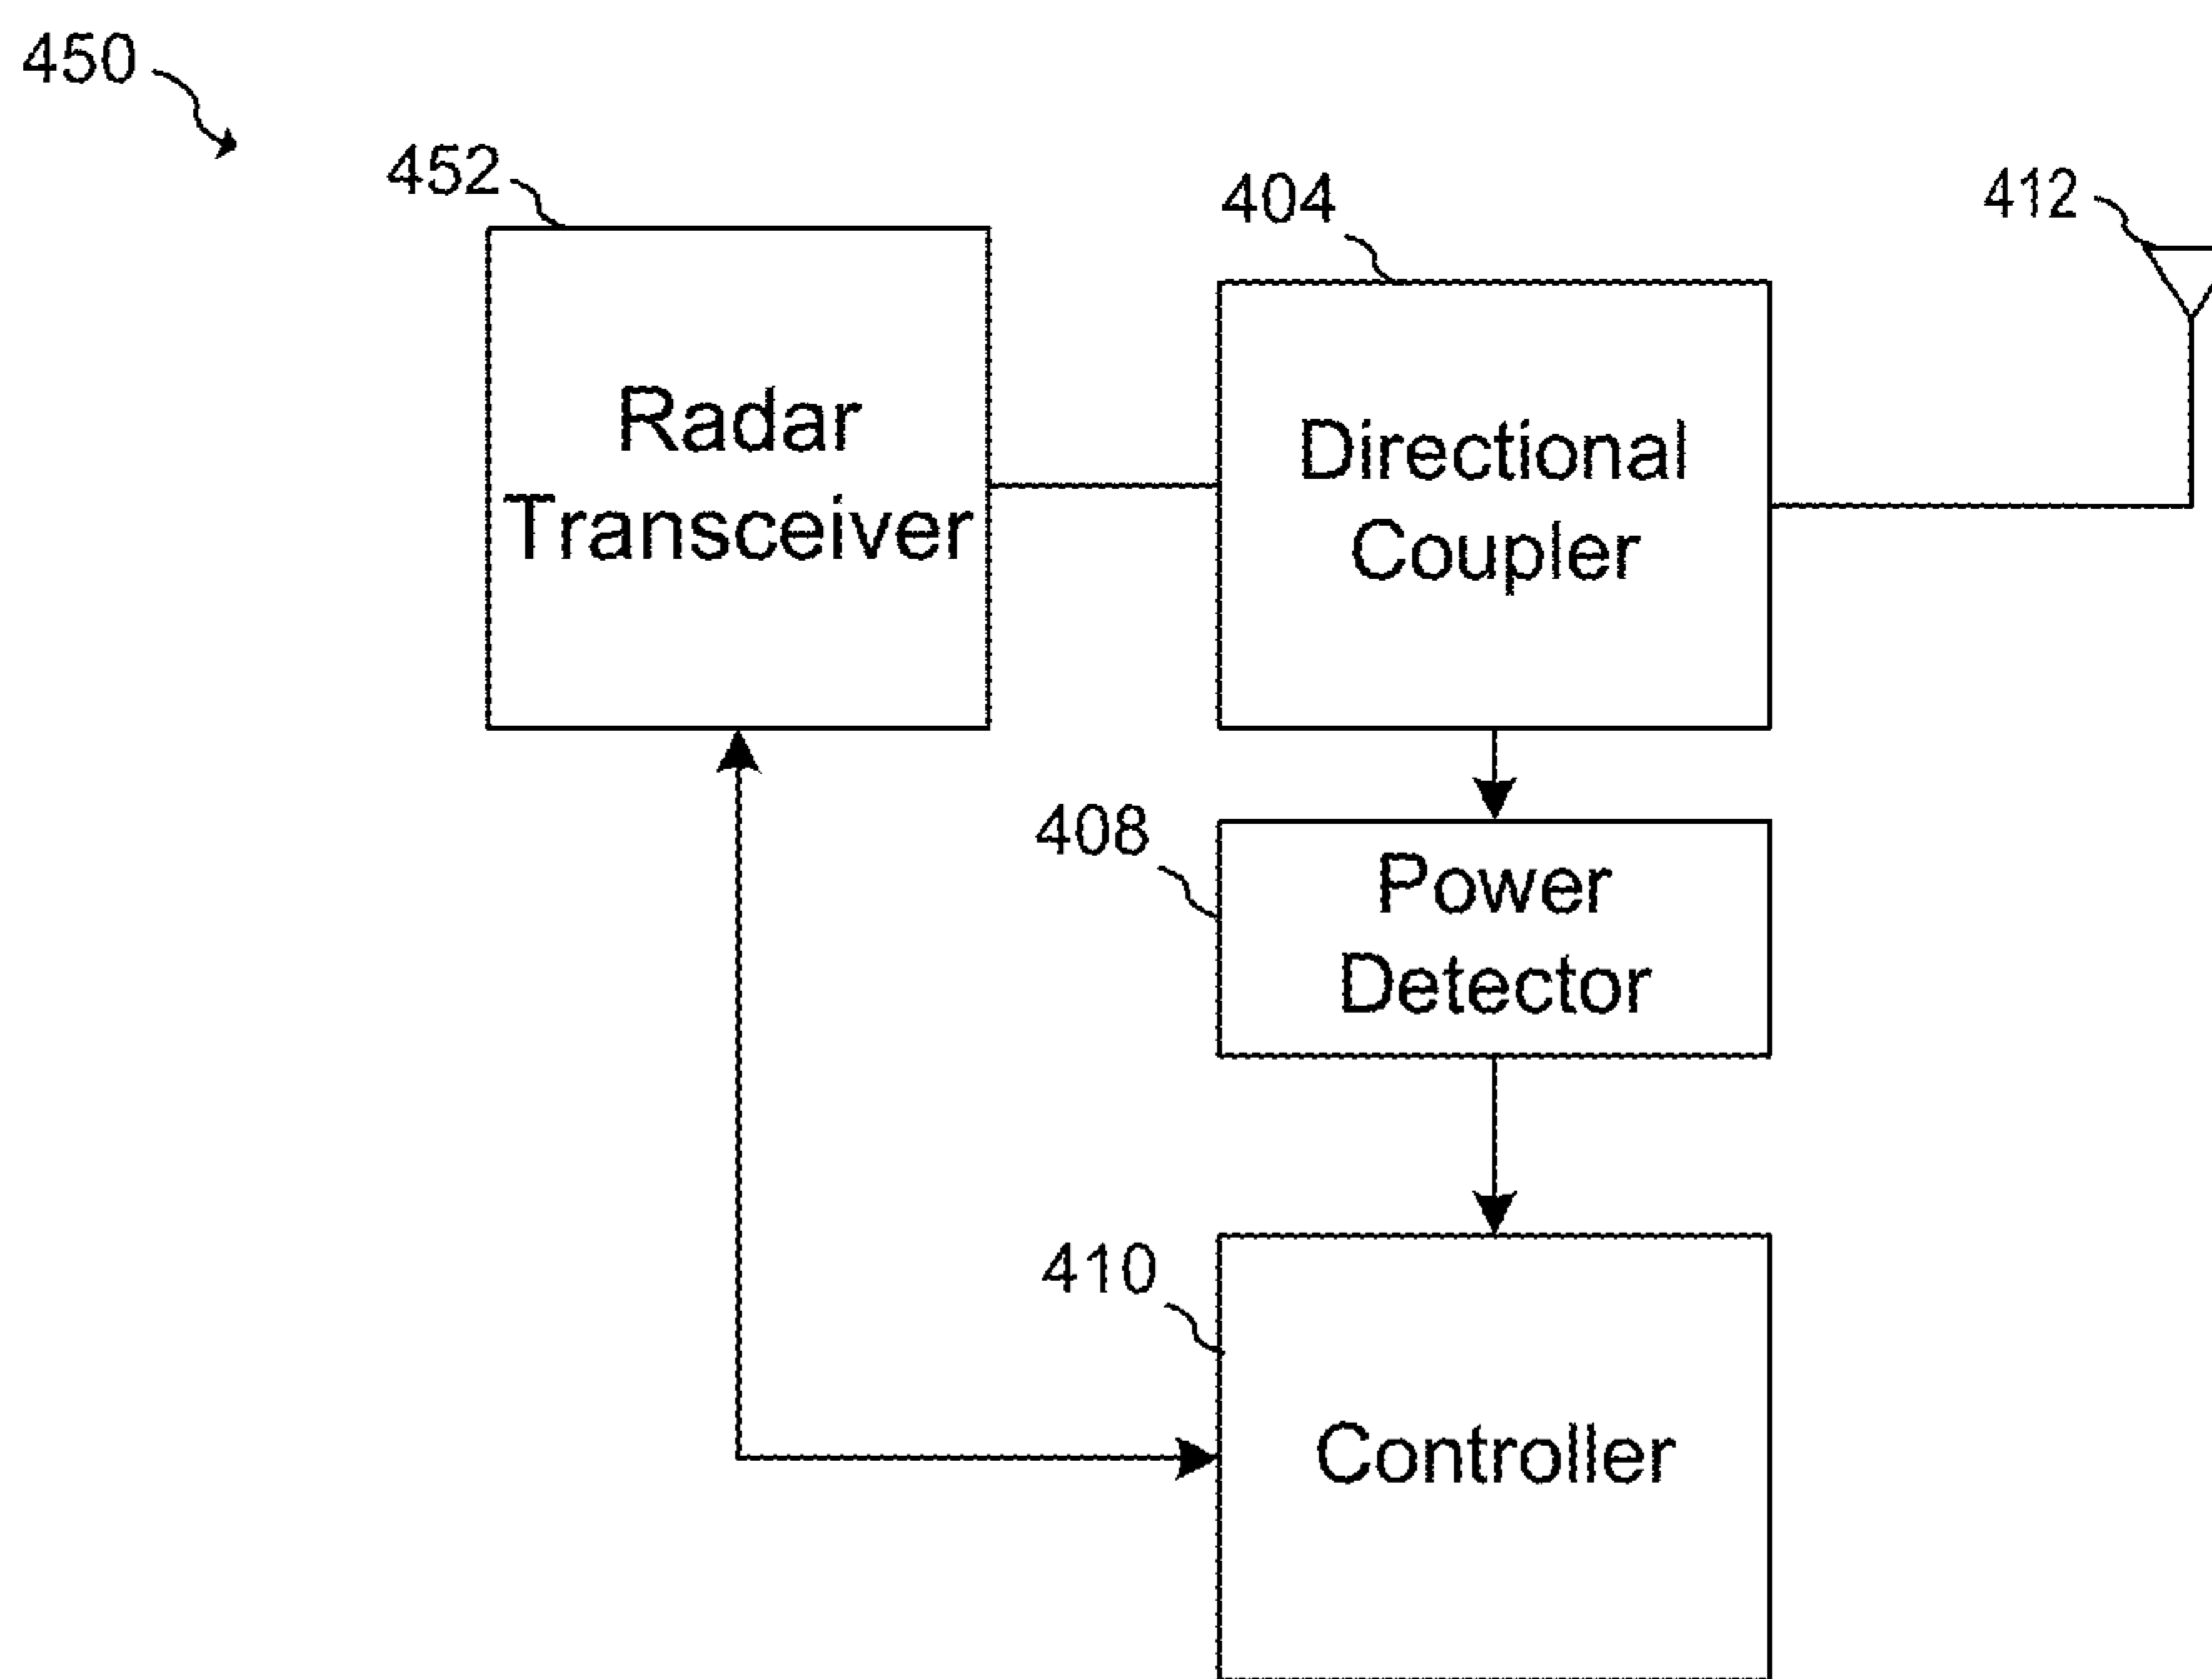 450
452
404
412
Radar
Transceiver
Directional
Coupler
408
Power
Detector
410
Controller